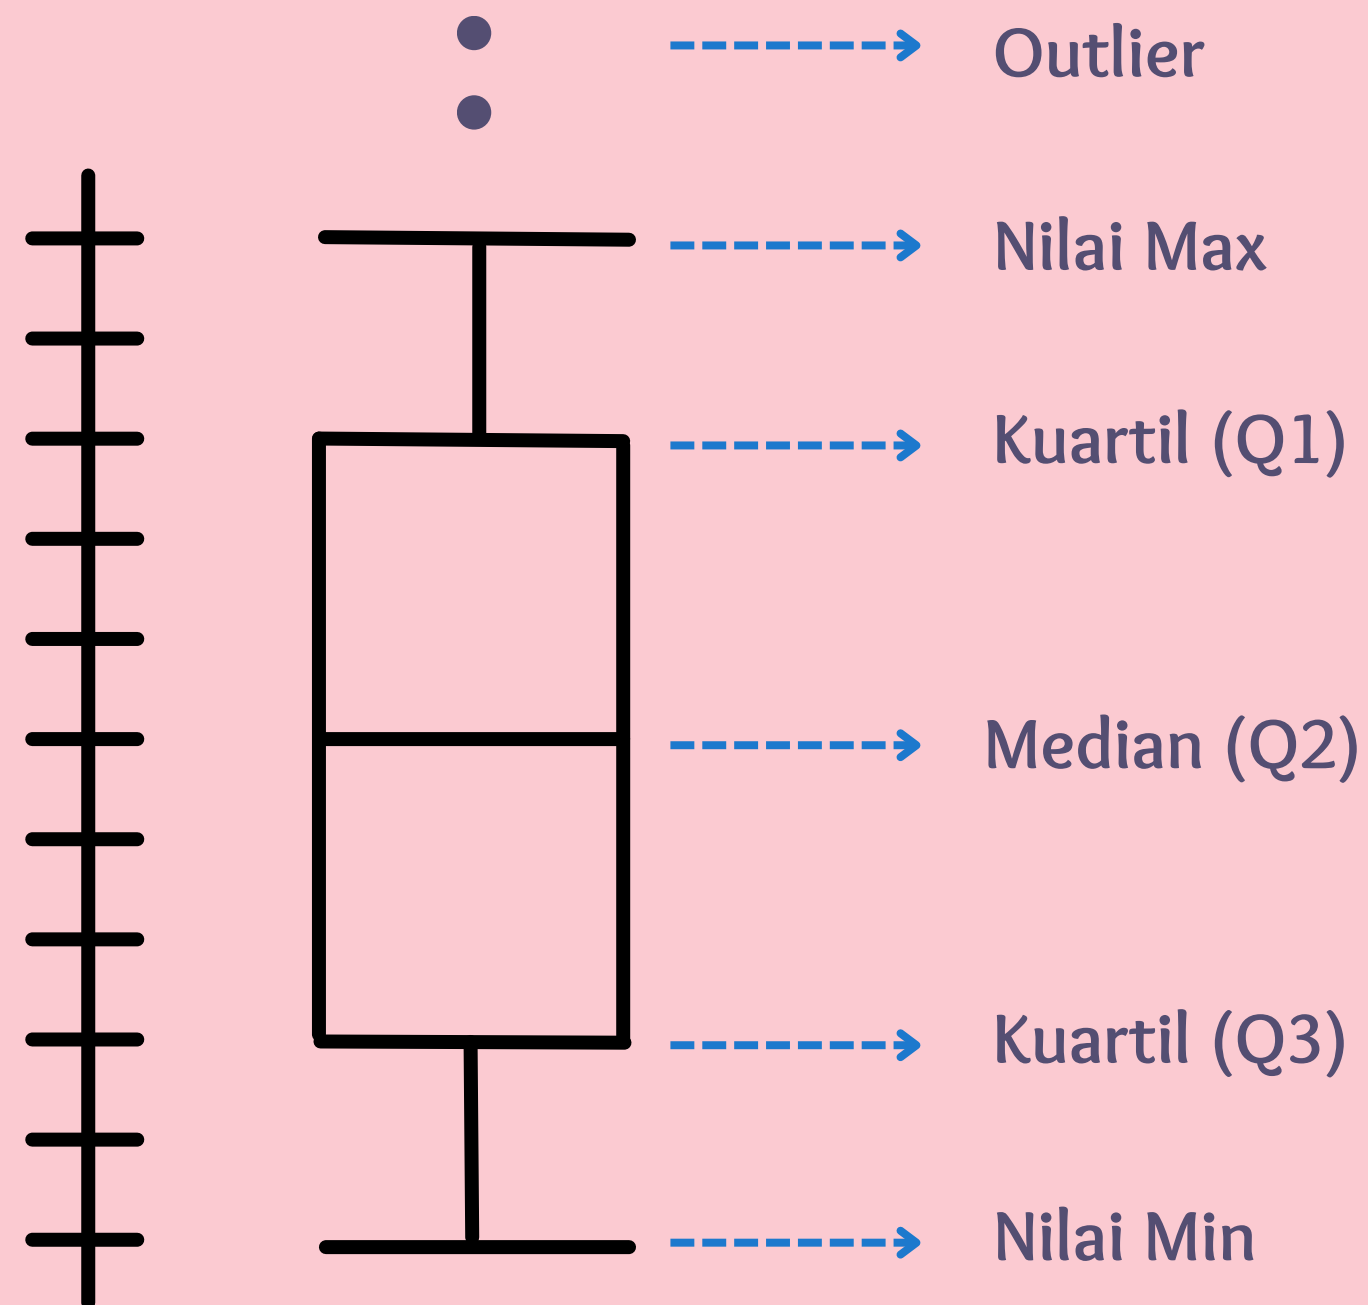 Outlier
Nilai Max
Kuartil (Q1)
Median (Q2)
Kuartil (Q3)
Nilai Min